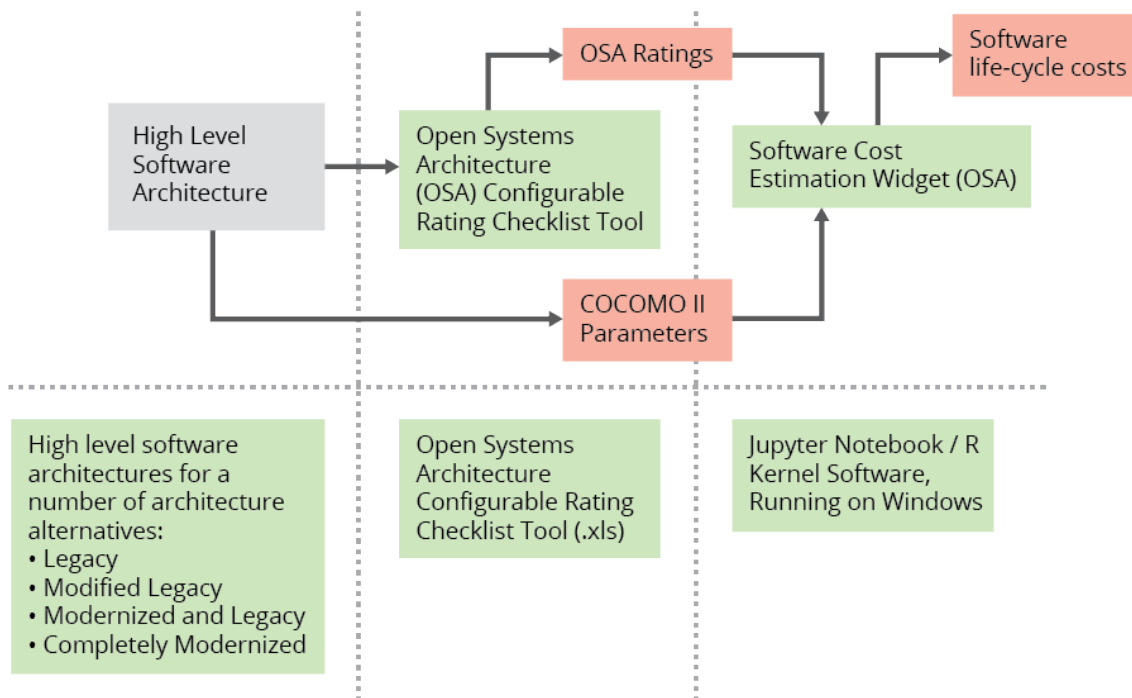 OSA Ratings
Software
life-cycle costs
High Level
Software
Architecture
Open Systems
Architecture
(OSA) Configurable
Rating Checklist Tool
Software Cost
Estimation Widget (OSA)
COCOMO II
Parameters
High level software
architectures for a
number of architecture
alternatives:
• Legacy
• Modified Legacy
• Modernized and Legacy
• Completely Modernized
Open Systems
Architecture
Configurable Rating
Checklist Tool (.xls)
Jupyter Notebook / R
Kernel Software,
Running on Windows